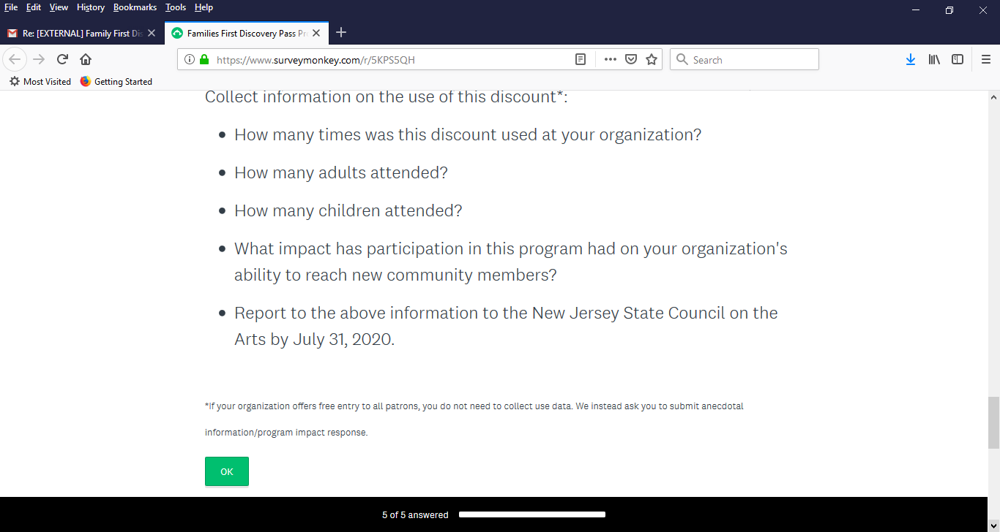 File Edit View History Bookmarks Tools Help
Re: [EXTERNAL] Family First Dis
Families First Discovery Pass Pr
https://www.surveymonkey.com/r/5KPS5QH
Search
Most Visited Getting Started
Collect information on the use of this discount*:
• How many times was this discount used at your organization?
• How many adults attended?
• How many children attended?
• What impact has participation in this program had on your organization's
ability to reach new community members?
• Report to the above information to the New Jersey State Council on the
Arts by July 31, 2020.
*If your organization offers free entry to all patrons, you do not need to collect use data. We instead ask you to submit anecdotal
information/program impact response.
OK
5 of 5 answered